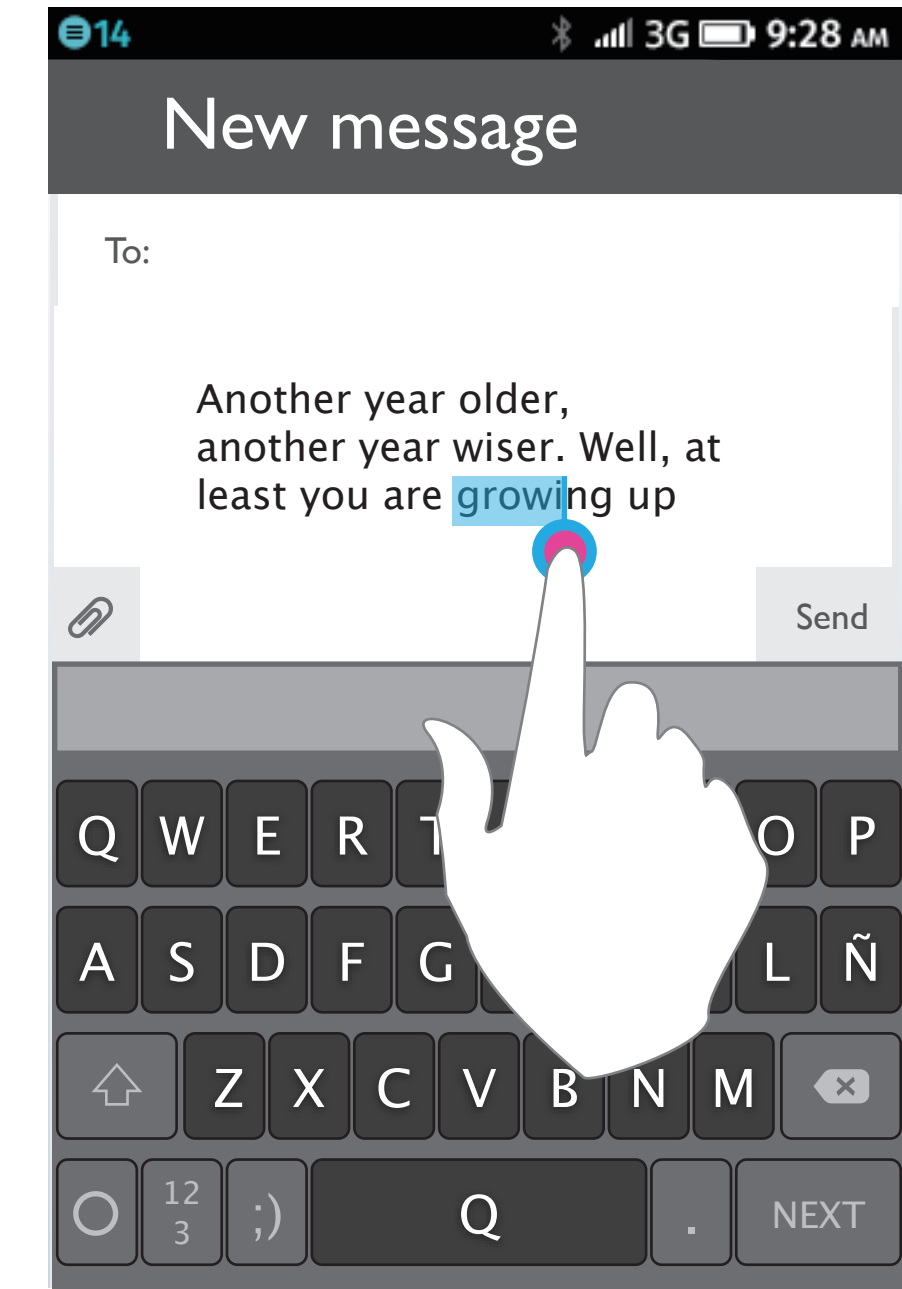 14 3G 9:28 AM
New message
To:
Another year older,
another year wiser. Well, at
least you are growing up
Send
Q W E R T O P
A S D F G L Ñ
Z X C V B N M
12
3
;) Q . NEXT